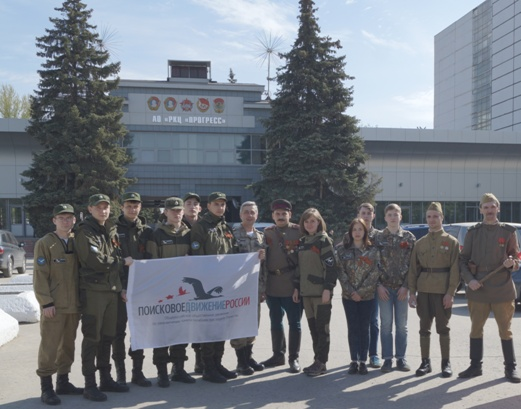 АО «РКЦ «ПРОГРЕСС»
ПОИСКОВОЕДВИЖЕНИЕРОССИИ